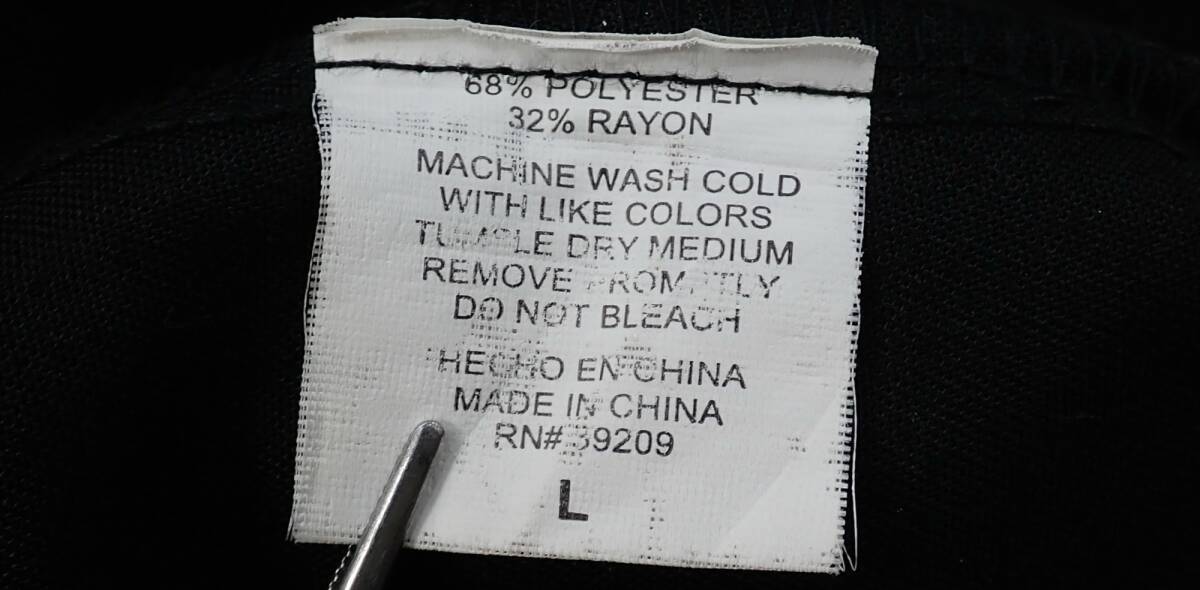 68% POLYESTER
32% RAYON
MACHINE WASH COLD
WITH LIKE COLORS
TUMBLE DRY MEDIUM
REMOVE PROMPTLY
DO NOT BLEACH
HECHO EN CHINA
MADE IN CHINA
RN# 39209
L